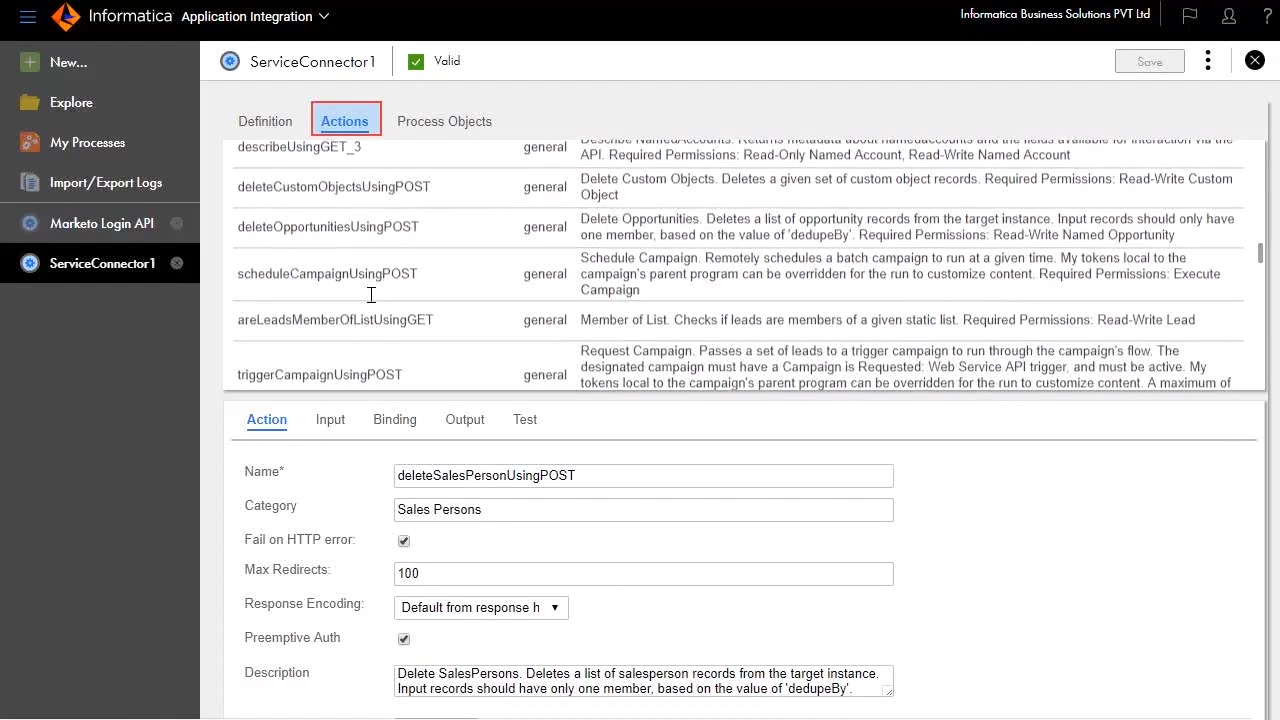 Informatica Application Integration
Informatica Business Solutions PVT Ltd
?
New...
Explore
My Processes
Import/Export Logs
Marketo Login API
ServiceConnector1
ServiceConnector1
Valid
Save
Definition Actions Process Objects
describeUsingGET_3 general Describe NamedAccounts. Returns metadata about namedaccounts and the fields available for interaction via the
API. Required Permissions: Read-Only Named Account, Read-Write Named Account
deleteCustomObjectsUsingPOST general Delete Custom Objects. Deletes a given set of custom object records. Required Permissions: Read-Write Custom
Object
deleteOpportunitiesUsingPOST general Delete Opportunities. Deletes a list of opportunity records from the target instance. Input records should only have
one member, based on the value of 'dedupeBy'. Required Permissions: Read-Write Named Opportunity
scheduleCampaignUsingPOST general Schedule Campaign. Remotely schedules a batch campaign to run at a given time. My tokens local to the
campaign's parent program can be overridden for the run to customize content. Required Permissions: Execute
Campaign
areLeadsMemberOfListUsingGET general Member of List. Checks if leads are members of a given static list. Required Permissions: Read-Write Lead
triggerCampaignUsingPOST general Request Campaign. Passes a set of leads to a trigger campaign to run through the campaign's flow. The
designated campaign must have a Campaign is Requested: Web Service API trigger, and must be active. My
tokens local to the campaign's parent program can be overridden for the run to customize content. A maximum of
Action Input Binding Output Test
Name* deleteSalesPersonUsingPOST
Category Sales Persons
Fail on HTTP error:
Max Redirects: 100
Response Encoding: Default from response h
Preemptive Auth
Description Delete SalesPersons. Deletes a list of salesperson records from the target instance.
Input records should have only one member, based on the value of 'dedupeBy'.